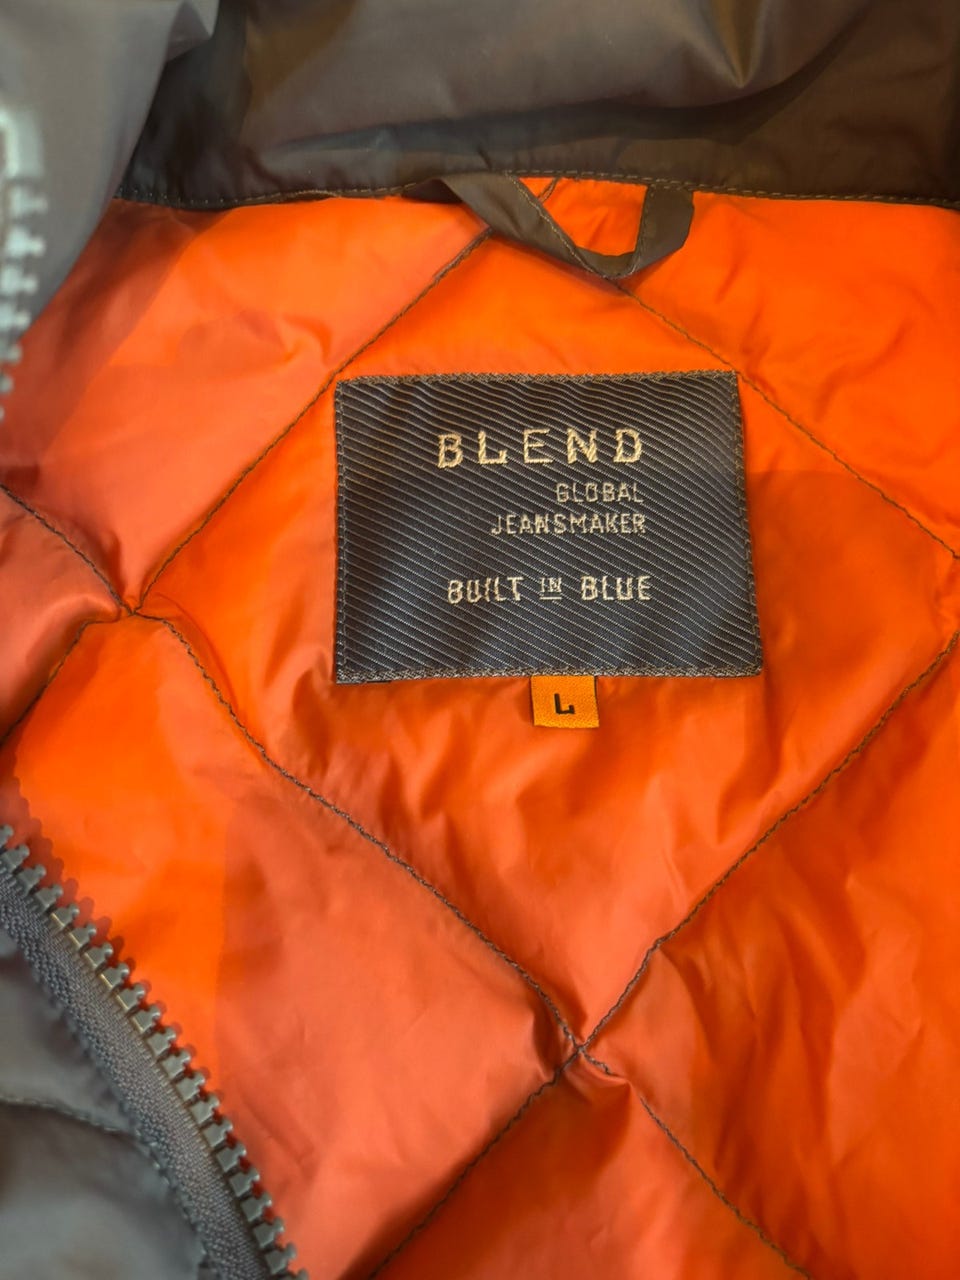 BLEND
GLOBAL
JEANSMAKER
BUILT IN BLUE
L